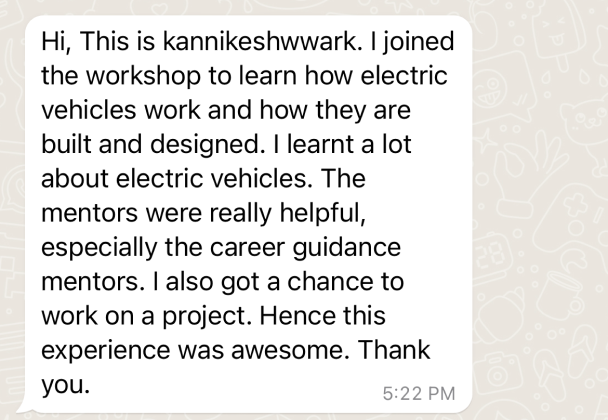 Hi, This is kannikeshwwark. I joined
the workshop to learn how electric
vehicles work and how they are
built and designed. I learnt a lot
about electric vehicles. The
mentors were really helpful,
especially the career guidance
mentors. I also got a chance to
work on a project. Hence this
experience was awesome. Thank
you.
5:22 PM